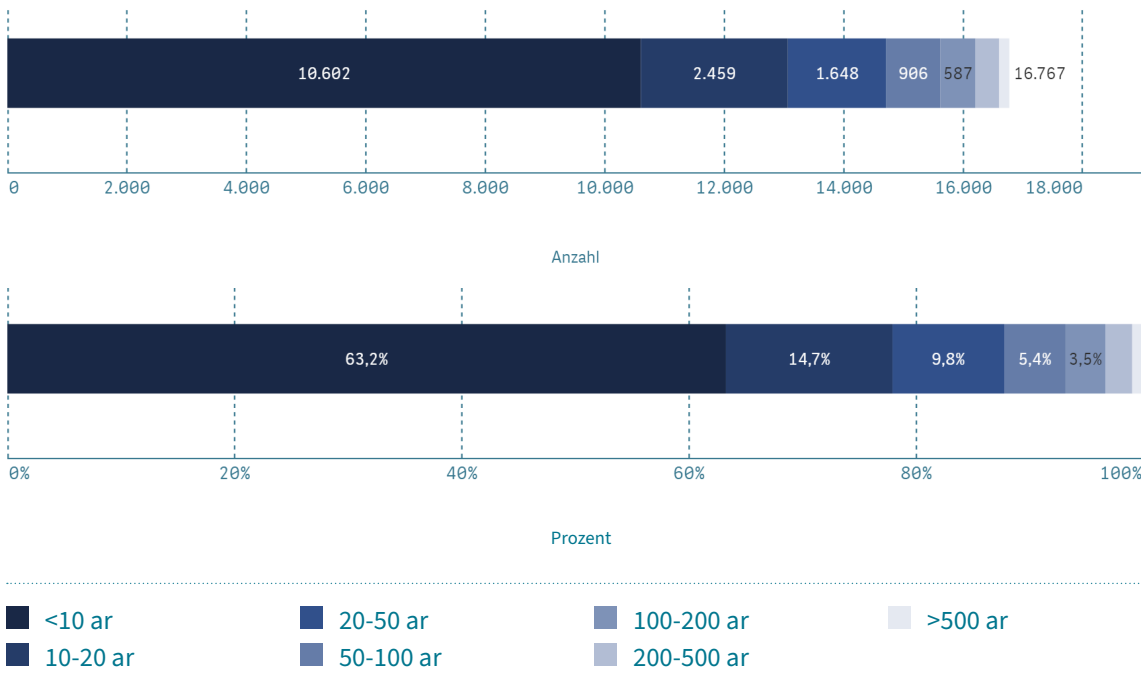 10.602 2.459 1.648 906 587 16.767
0 2.000 4.000 6.000 8.000 10.000 12.000 14.000 16.000 18.000
Anzahl
63,2% 14,7% 9,8% 5,4% 3,5%
0% 20% 40% 60% 80% 100%
Prozent
<10 ar 20-50 ar 100-200 ar >500 ar
10-20 ar 50-100 ar 200-500 ar